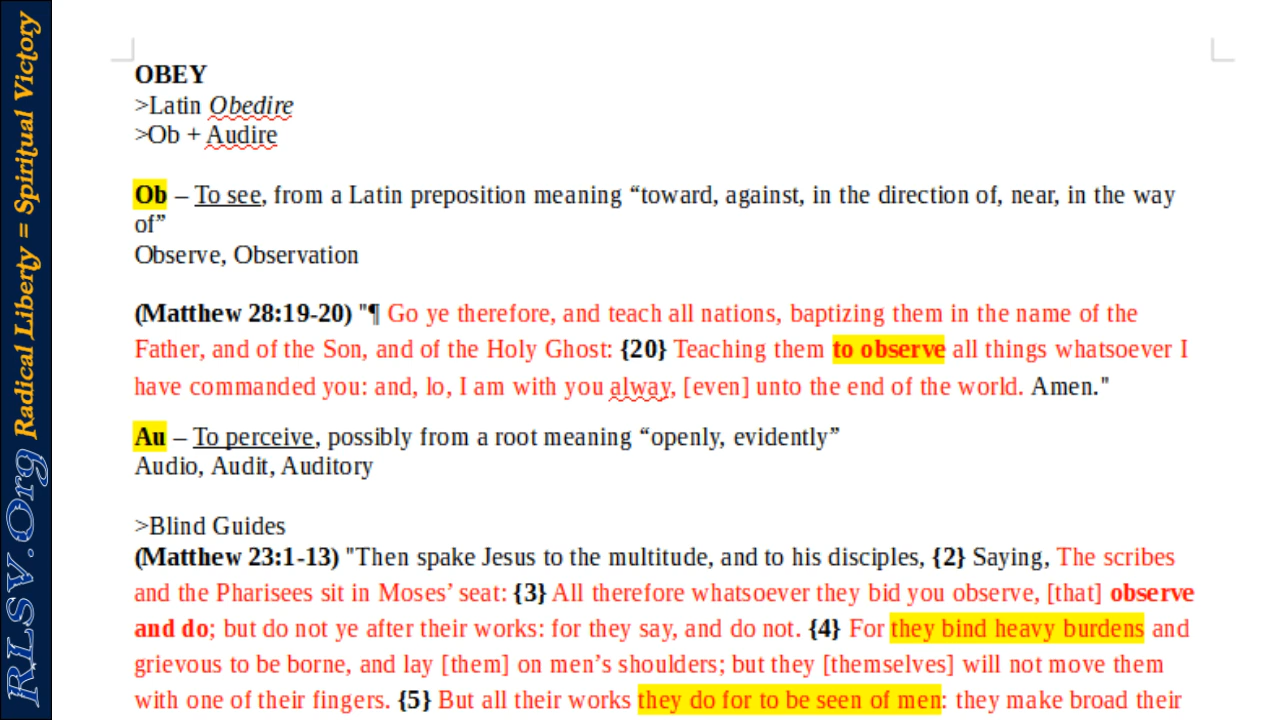 RLSV.Org Radical Liberty = Spiritual Victory
OBEY
>Latin Obedire
>Ob + Audire
Ob – To see, from a Latin preposition meaning “toward, against, in the direction of, near, in the way
of”
Observe, Observation
(Matthew 28:19-20) "¶ Go ye therefore, and teach all nations, baptizing them in the name of the
Father, and of the Son, and of the Holy Ghost: {20} Teaching them to observe all things whatsoever I
have commanded you: and, lo, I am with you alway, [even] unto the end of the world. Amen."
Au – To perceive, possibly from a root meaning “openly, evidently”
Audio, Audit, Auditory
>Blind Guides
(Matthew 23:1-13) "Then spake Jesus to the multitude, and to his disciples, {2} Saying, The scribes
and the Pharisees sit in Moses’ seat: {3} All therefore whatsoever they bid you observe, [that] observe
and do; but do not ye after their works: for they say, and do not. {4} For they bind heavy burdens and
grievous to be borne, and lay [them] on men’s shoulders; but they [themselves] will not move them
with one of their fingers. {5} But all their works they do for to be seen of men: they make broad their